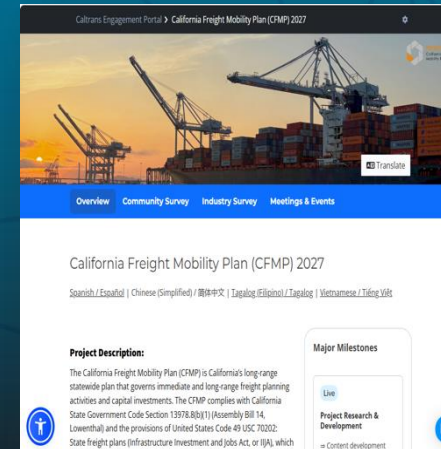 Caltrans Engagement Portal > California Freight Mobility Plan (CFMP) 2027
Translate
Overview Community Survey Industry Survey Meetings & Events
California Freight Mobility Plan (CFMP) 2027
Spanish / Español | Chinese (Simplified) / 简体中文 | Tagalog (Filipino) / Tagalog | Vietnamese / Tiếng Việt
Project Description:
The California Freight Mobility Plan (CFMP) is California's long-range
statewide plan that governs immediate and long-range freight planning
activities and capital investments. The CFMP complies with California
State Government Code Section 13978.8(b)(1) (Assembly Bill 14,
Lowenthal) and the provisions of United States Code 49 USC 70202:
State freight plans (Infrastructure Investment and Jobs Act, or IIJA), which
Major Milestones
Live
Project Research &
Development
Content development